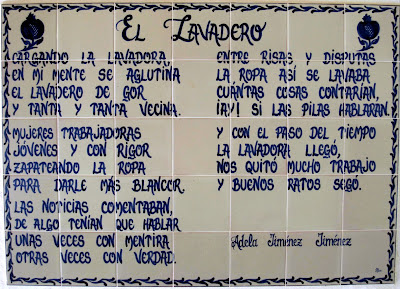 El Lavadero
CARGANDO LA LAVADORA,
EN MI MENTE SE AGLUTINA
EL LAVADERO DE GOR
Y TANTA Y TANTA VECINA.
MUJERES TRABAJADORAS
JÓVENES Y CON RIGOR
ZAPATEANDO LA ROPA
PARA DARLE MÁS BLANCOR.
LAS NOTICIAS COMENTABAN,
DE ALGO TENÍAN QUE HABLAR
UNAS VECES CON MENTIRA
OTRAS VECES CON VERDAD.
ENTRE RISAS Y DISPUTAS
LA ROPA ASÍ SE LAVABA
CUÁNTAS COSAS CONTARÍAN,
¡AY! SI LAS PILAS HABLARAN.
Y CON EL PASO DEL TIEMPO
LA LAVADORA LLEGÓ,
NOS QUITÓ MUCHO TRABAJO
Y BUENOS RATOS SEGÓ.
Adela Jiménez Jiménez